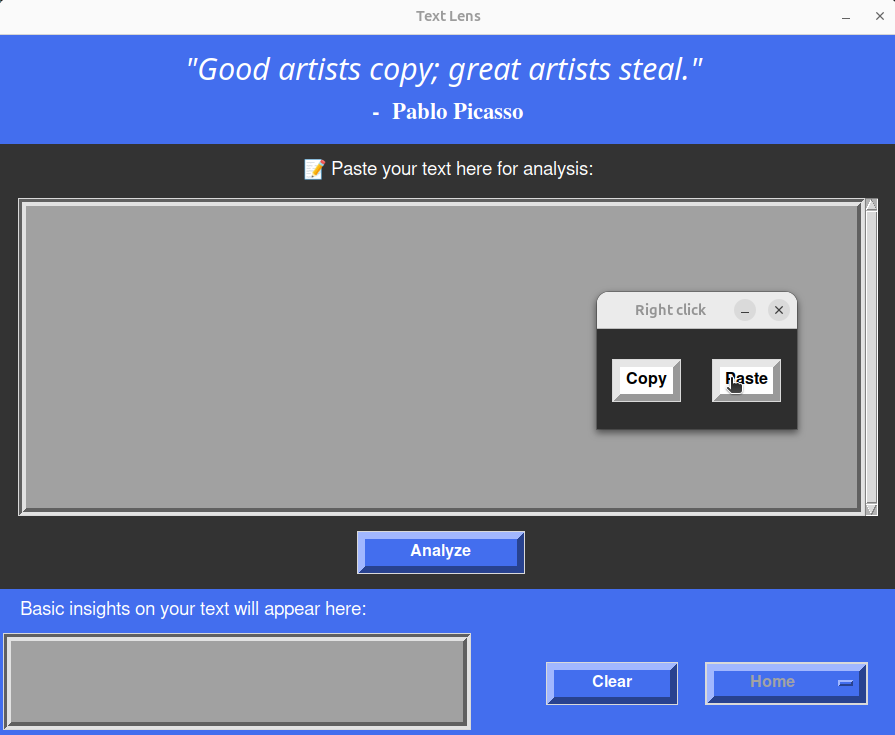 Text Lens
"Good artists copy; great artists steal."
- Pablo Picasso
📝 Paste your text here for analysis:
Right click
Copy Paste
Analyze
Basic insights on your text will appear here:
Clear Home